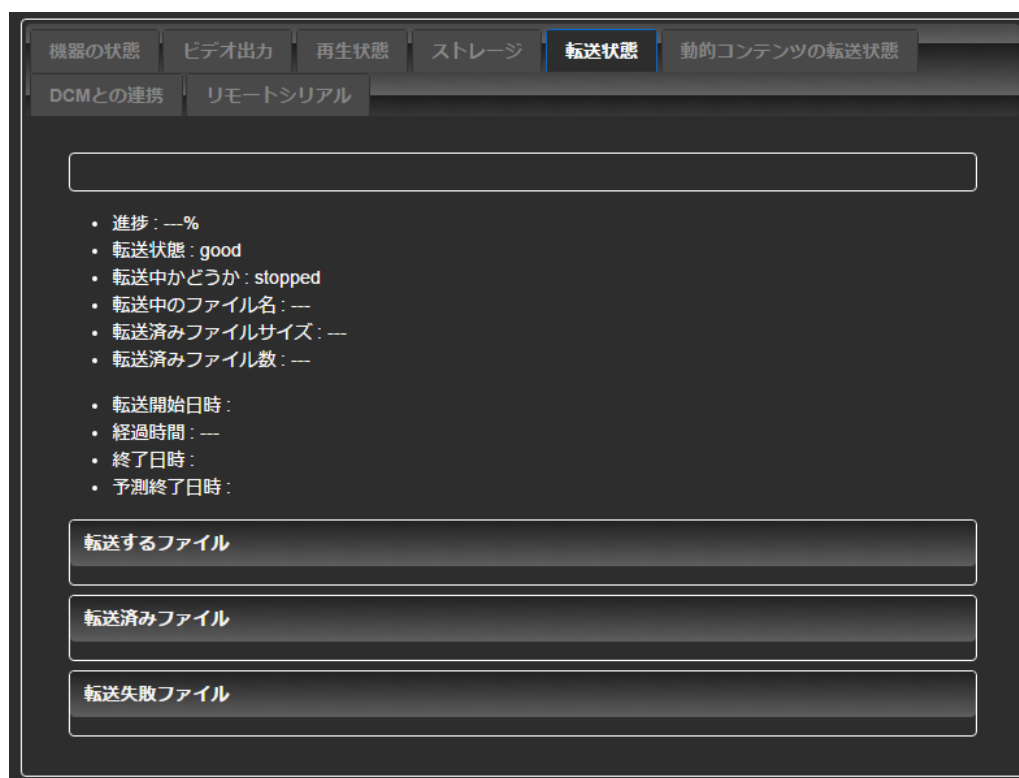 機器の状態 ビデオ出力 再生状態 ストレージ 転送状態 動的コンテンツの転送状態
DCMとの連携 リモートシリアル
・ 進捗 : ---%
・ 転送状態 : good
・ 転送中かどうか : stopped
・ 転送中のファイル名 : ---
・ 転送済みファイルサイズ : ---
・ 転送済みファイル数 : ---
・ 転送開始日時 :
・ 経過時間 : ---
・ 終了日時 :
・ 予測終了日時 :
転送するファイル
転送済みファイル
転送失敗ファイル